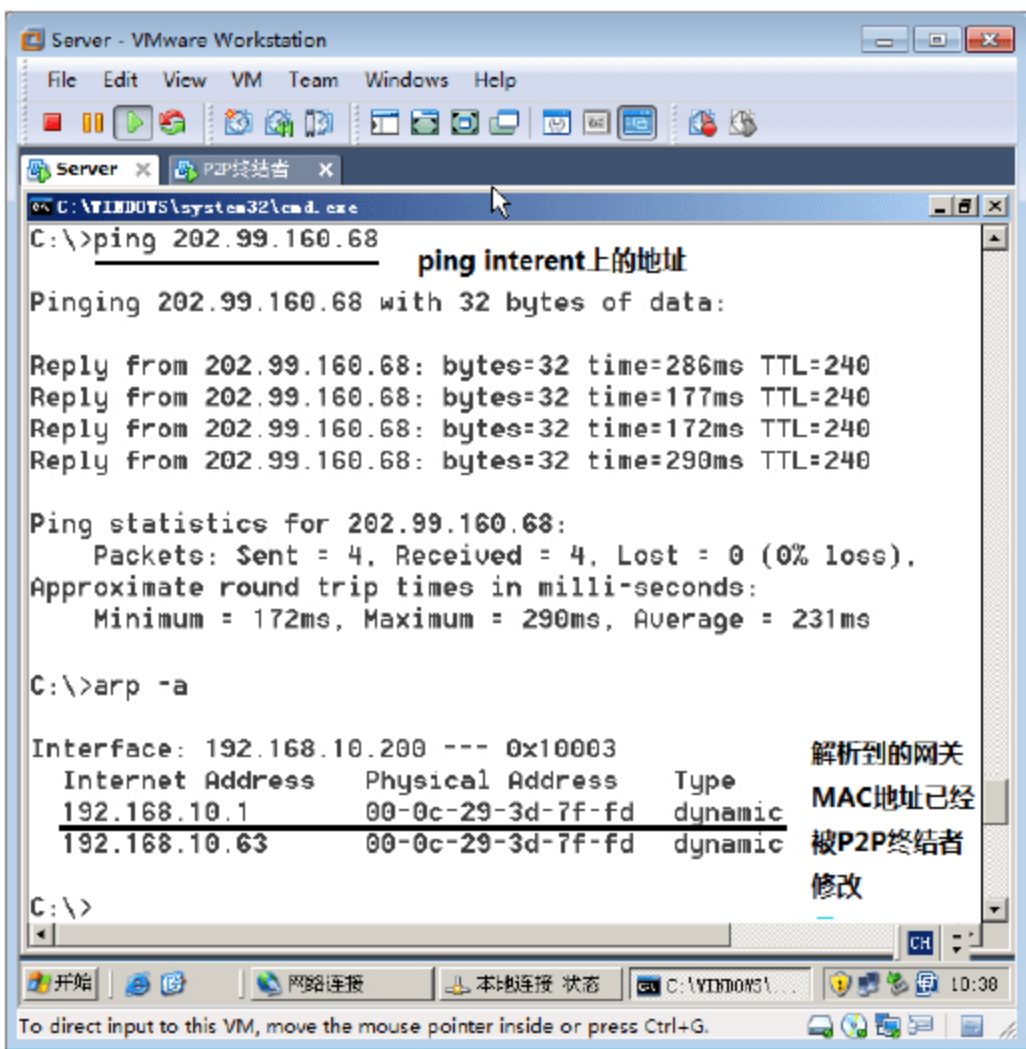 Server - VMware Workstation
File Edit View VM Team Windows Help
Server P2P终结者
C:\WINDOWS\system32\cmd.exe
C:\>ping 202.99.160.68
ping interent上的地址
Pinging 202.99.160.68 with 32 bytes of data:
Reply from 202.99.160.68: bytes=32 time=286ms TTL=240
Reply from 202.99.160.68: bytes=32 time=177ms TTL=240
Reply from 202.99.160.68: bytes=32 time=172ms TTL=240
Reply from 202.99.160.68: bytes=32 time=290ms TTL=240
Ping statistics for 202.99.160.68:
Packets: Sent = 4, Received = 4, Lost = 0 (0% loss),
Approximate round trip times in milli-seconds:
Minimum = 172ms, Maximum = 290ms, Average = 231ms
C:\>arp -a
Interface: 192.168.10.200 --- 0x10003
Internet Address Physical Address Type
192.168.10.1 00-0c-29-3d-7f-fd dynamic
192.168.10.63 00-0c-29-3d-7f-fd dynamic
解析到的网关
MAC地址已经
被P2P终结者
修改
C:\>
CH
开始 网路连接 本地连接 状态 C:\WINDOWS\... 10:38
To direct input to this VM, move the mouse pointer inside or press Ctrl+G.